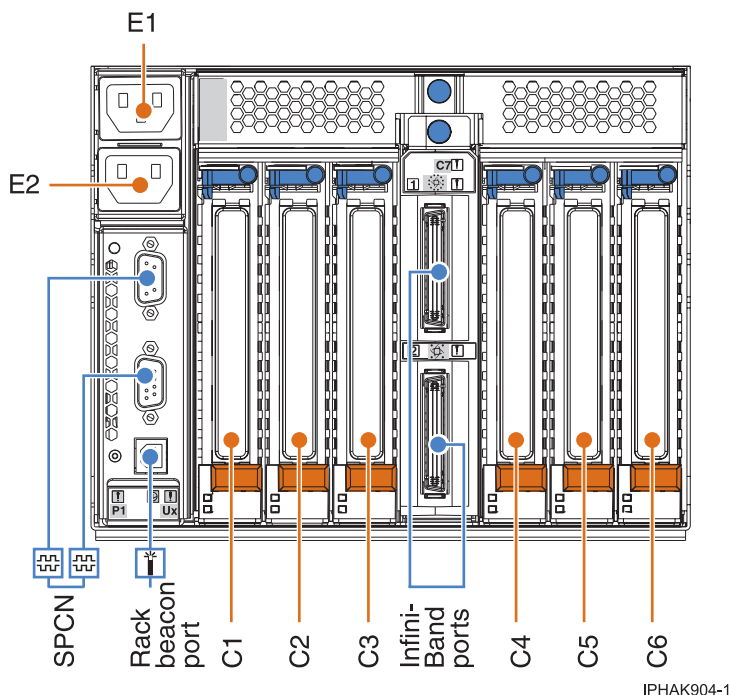 E1
E2
C7
1
P1
Ux
SPCN
Rack
beacon
port
C1
C2
C3
Infini-
Band
ports
C4
C5
C6
IPHAK904-1